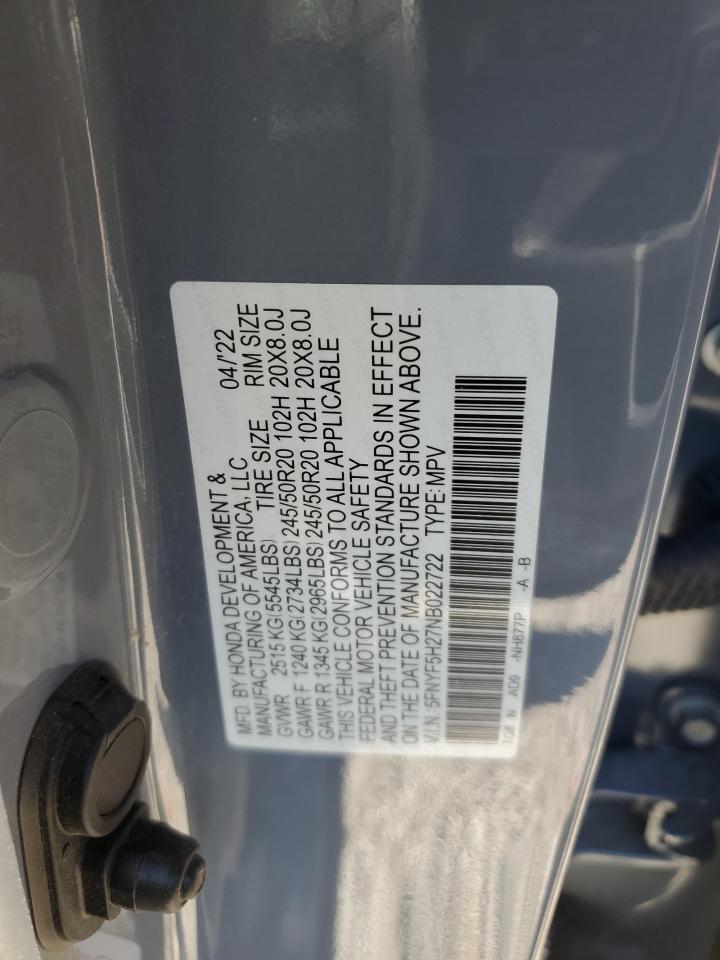 MFD. BY HONDA DEVELOPMENT & 04/'22
MANUFACTURING OF AMERICA, LLC
TIRE SIZE RIM SIZE
GVWR 2515 KG(5545LBS)
GAWR F 1240 KG(2734LBS) 245/50R20 102H 20X8.0J
GAWR R 1345 KG(2965LBS) 245/50R20 102H 20X8.0J
THIS VEHICLE CONFORMS TO ALL APPLICABLE
FEDERAL MOTOR VEHICLE SAFETY
AND THEFT PREVENTION STANDARDS IN EFFECT
ON THE DATE OF MANUFACTURE SHOWN ABOVE.
V.I.N: 5FNYF5H27NB022722 TYPE: MPV
TG8 N AD9 -NH877P -A -B